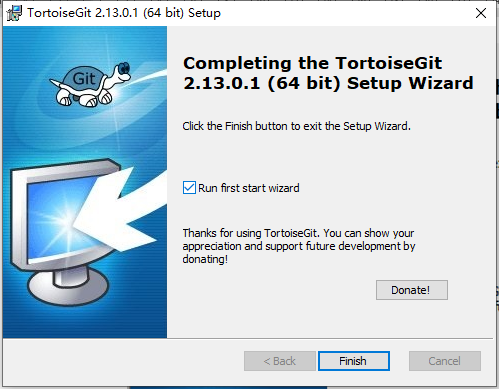 TortoiseGit 2.13.0.1 (64 bit) Setup
Git
Completing the TortoiseGit
2.13.0.1 (64 bit) Setup Wizard
Click the Finish button to exit the Setup Wizard.
Run first start wizard
Thanks for using TortoiseGit. You can show your
appreciation and support future development by
donating!
Donate!
< Back
Finish
Cancel